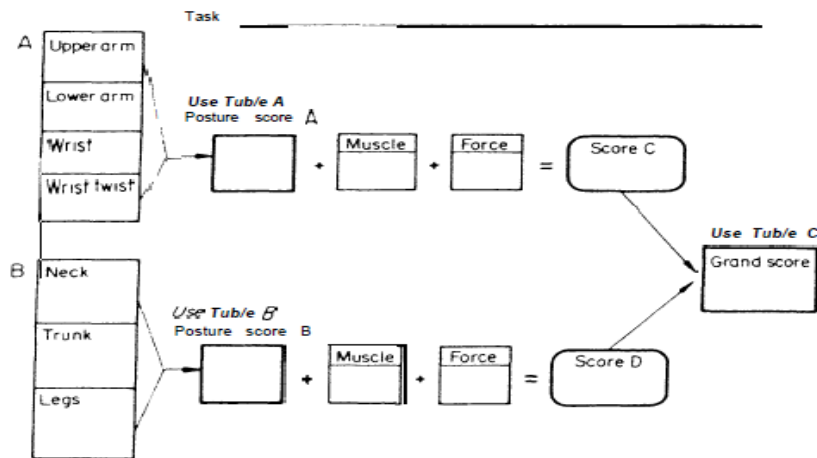 Task
A
Upper arm
Lower arm
Wrist
Wrist twist
Use Tub/e A
Posture score A
+
Muscle
+
Force
=
Score C
Use Tub/e C
Grand score
B
Neck
Trunk
Legs
Use Tub/e B
Posture score B
+
Muscle
+
Force
=
Score D